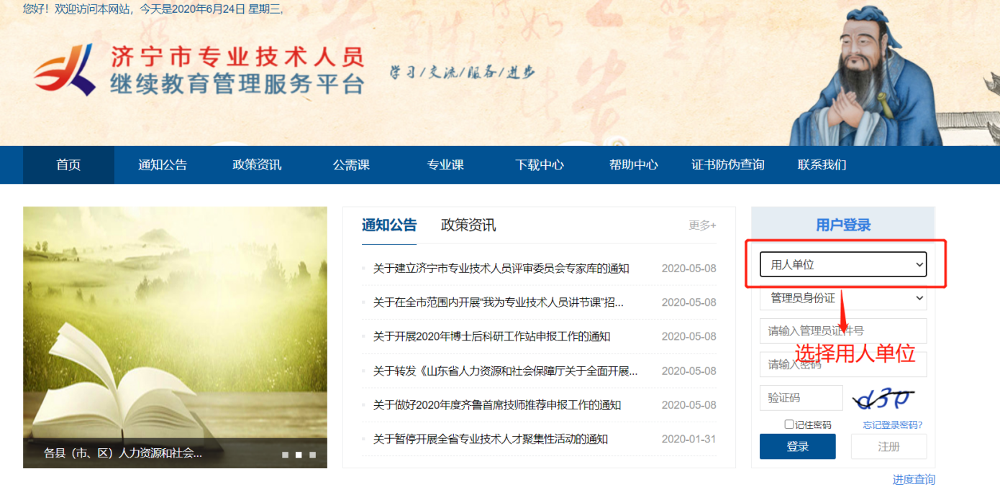 您好！欢迎访问本网站，今天是2020年6月24日 星期三,
济宁市专业技术人员
继续教育管理服务平台
学习/交流/服务/进步
首页 通知公告 政策资讯 公需课 专业课 下载中心 帮助中心 证书防伪查询 联系我们
各县（市、区）人力资源和社会...
通知公告 政策资讯 更多+
关于建立济宁市专业技术人员评审委员会专家库的通知 2020-05-08
关于在全市范围内开展“我为专业技术人员讲节课”招... 2020-05-08
关于开展2020年博士后科研工作站申报工作的通知 2020-05-08
关于转发《山东省人力资源和社会保障厅关于全面开展... 2020-05-08
关于做好2020年度齐鲁首席技师推荐申报工作的通知 2020-05-08
关于暂停开展全省专业技术人才聚集性活动的通知 2020-01-31
用户登录
用人单位
管理员身份证
请输入管理员证件号
选择用人单位
请输入密码
验证码 d3p
记住密码 忘记登录密码?
登录 注册
进度查询